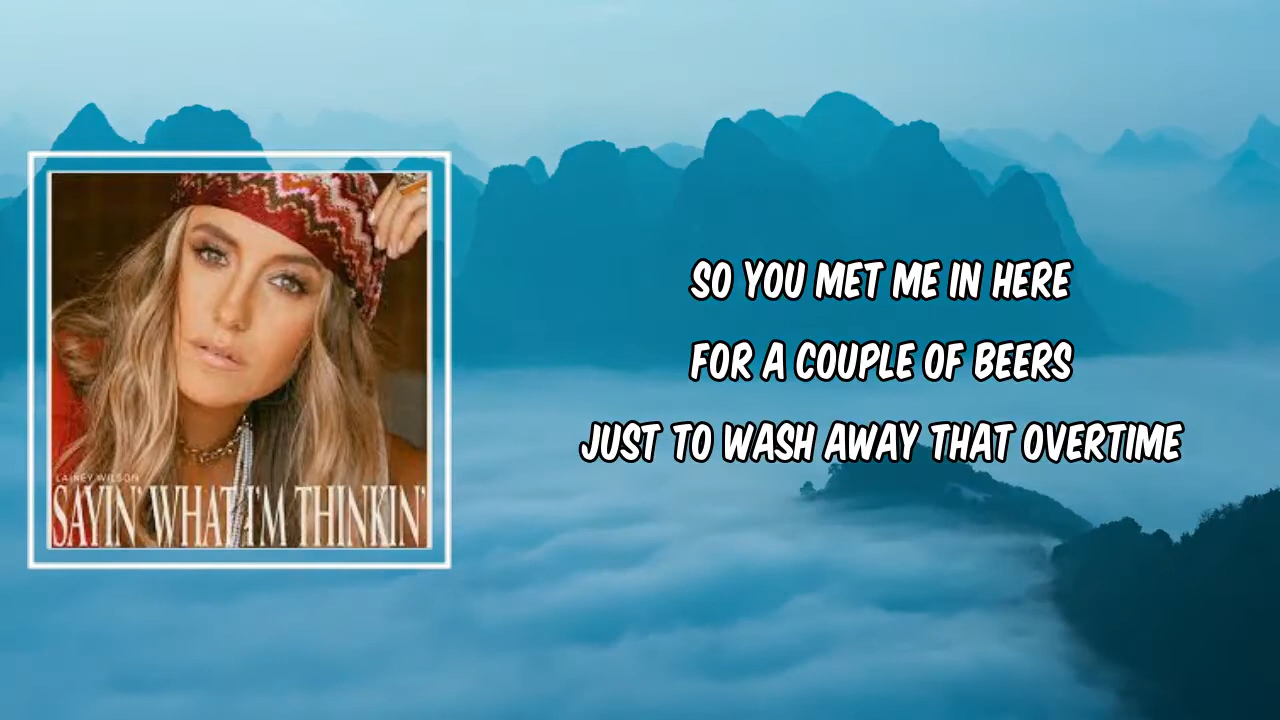 LAINEY WILSON
SAYIN' WHAT I'M THINKIN'
SO YOU MET ME IN HERE
FOR A COUPLE OF BEERS
JUST TO WASH AWAY THAT OVERTIME